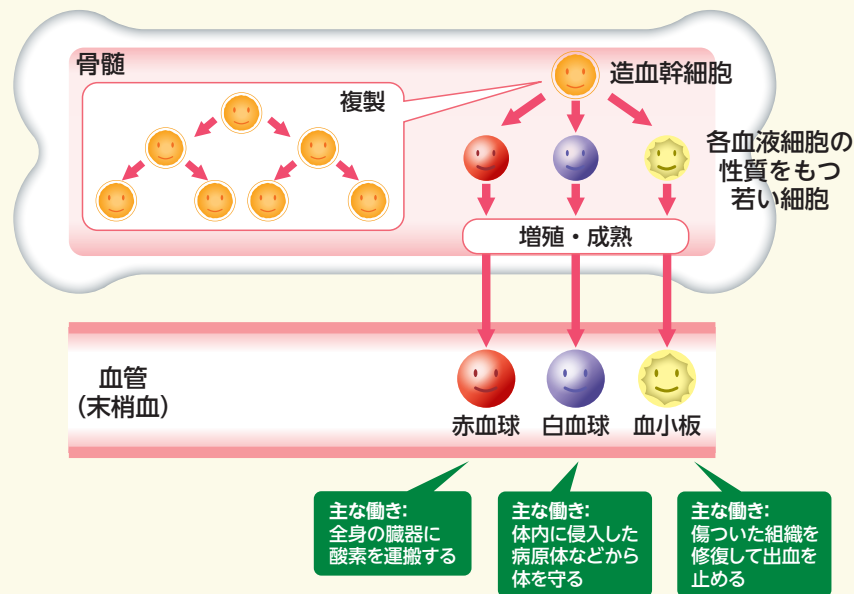 骨髄
複製
造血幹細胞
各血液細胞の
性質をもつ
若い細胞
増殖・成熟
血管
(末梢血)
赤血球
白血球
血小板
主な働き:
全身の臓器に
酸素を運搬する
主な働き:
体内に侵入した
病原体などから
体を守る
主な働き:
傷ついた組織を
修復して出血を
止める